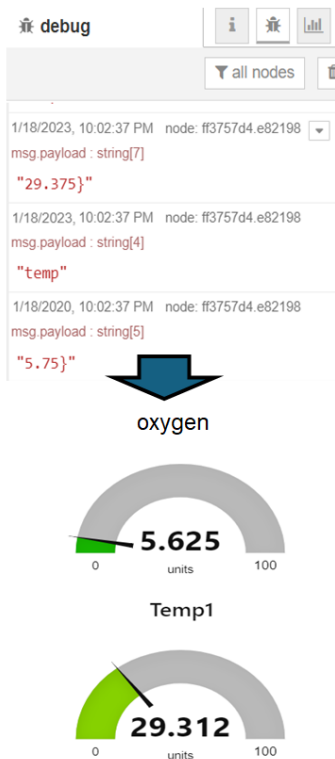 debug
i
all nodes
1/18/2023, 10:02:37 PM node: ff3757d4.e82198
msg.payload : string[7]
"29.375}"
1/18/2023, 10:02:37 PM node: ff3757d4.e82198
msg.payload : string[4]
"temp"
1/18/2020, 10:02:37 PM node: ff3757d4.e82198
msg.payload : string[5]
"5.75}"
oxygen
5.625
0 units 100
Temp1
29.312
0 units 100